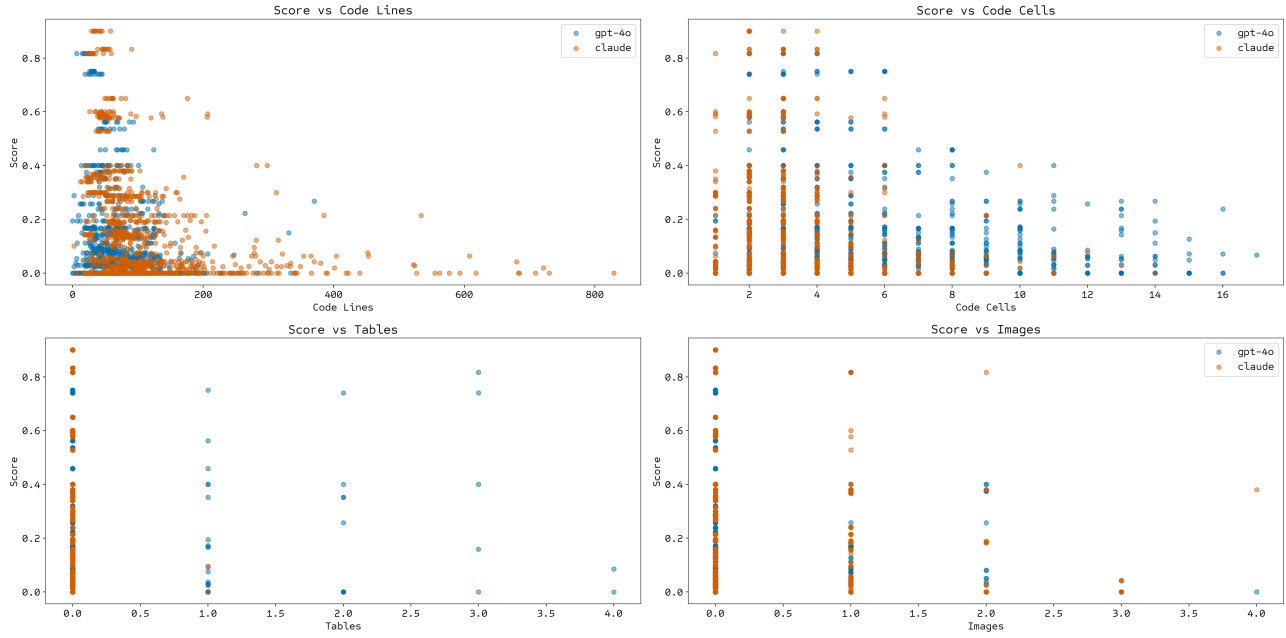 Score vs Code Lines
gpt-4o
claude
Score
0.8
0.6
0.4
0.2
0.0
0 200 400 600 800
Code Lines
Score vs Code Cells
gpt-4o
claude
Score
0.8
0.6
0.4
0.2
0.0
2 4 6 8 10 12 14 16
Code Cells
Score vs Tables
Score
0.8
0.6
0.4
0.2
0.0
0.0 0.5 1.0 1.5 2.0 2.5 3.0 3.5 4.0
Tables
Score vs Images
gpt-4o
claude
Score
0.8
0.6
0.4
0.2
0.0
0.0 0.5 1.0 1.5 2.0 2.5 3.0 3.5 4.0
Images